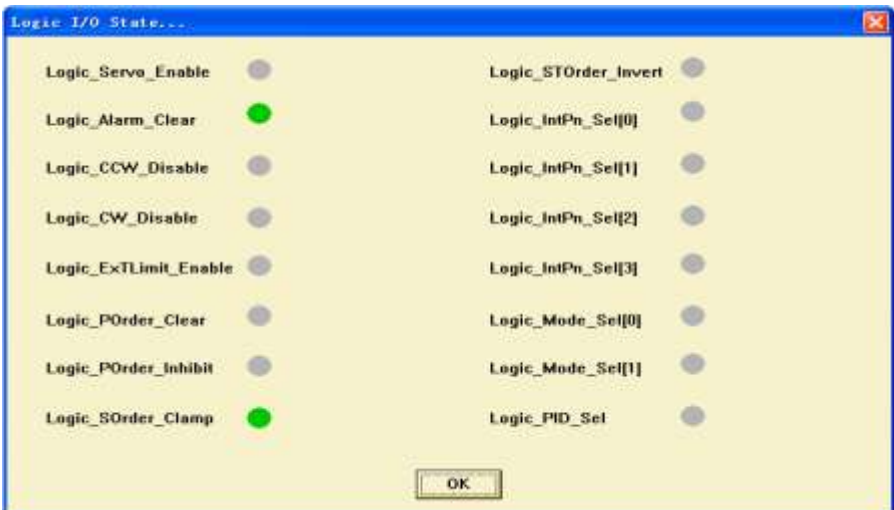 Logic I/O State...
Logic_Servo_Enable
Logic_Alarm_Clear
Logic_CCW_Disable
Logic_CW_Disable
Logic_ExTLimit_Enable
Logic_POrder_Clear
Logic_POrder_Inhibit
Logic_SOrder_Clamp
Logic_STOrder_Invert
Logic_IntPn_Sel[0]
Logic_IntPn_Sel[1]
Logic_IntPn_Sel[2]
Logic_IntPn_Sel[3]
Logic_Mode_Sel[0]
Logic_Mode_Sel[1]
Logic_PID_Sel
OK